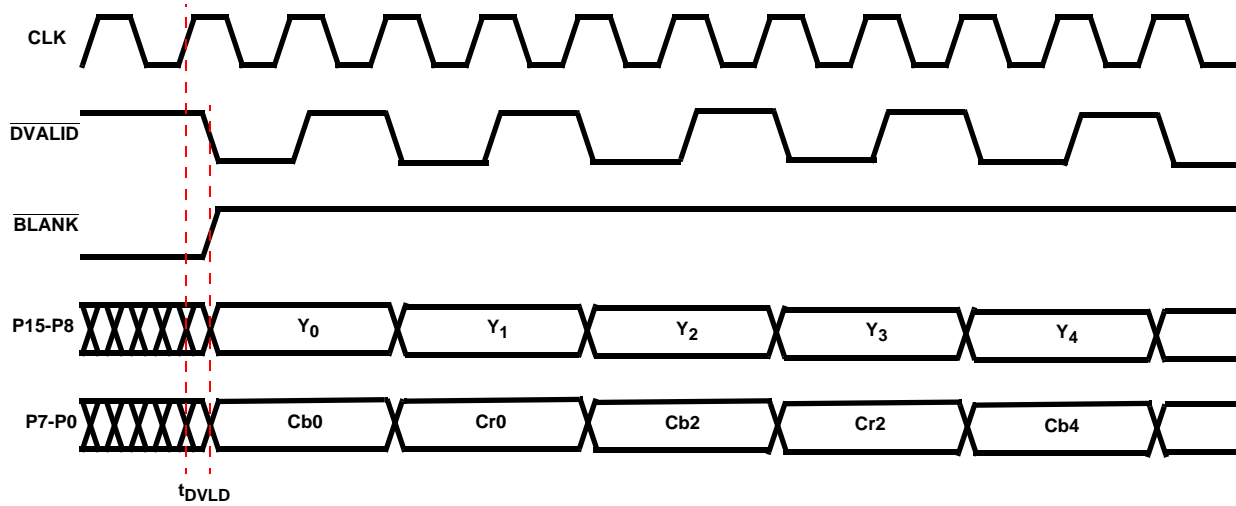 CLK
DVALID
BLANK
P15-P8 Y0 Y1 Y2 Y3 Y4
P7-P0 Cb0 Cr0 Cb2 Cr2 Cb4
tDVLD